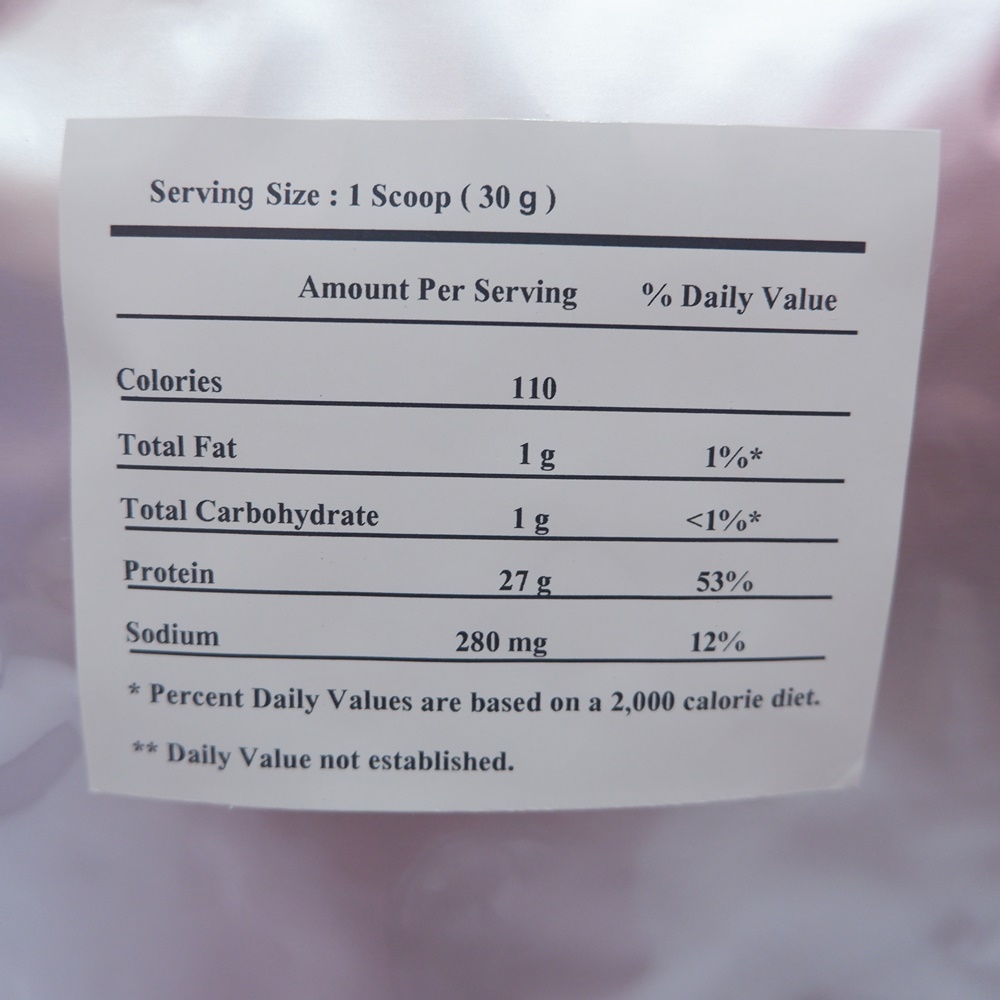 Serving Size : 1 Scoop ( 30 g )
Amount Per Serving % Daily Value
Calories 110
Total Fat 1 g 1%*
Total Carbohydrate 1 g <1%*
Protein 27 g 53%
Sodium 280 mg 12%
* Percent Daily Values are based on a 2,000 calorie diet.
** Daily Value not established.